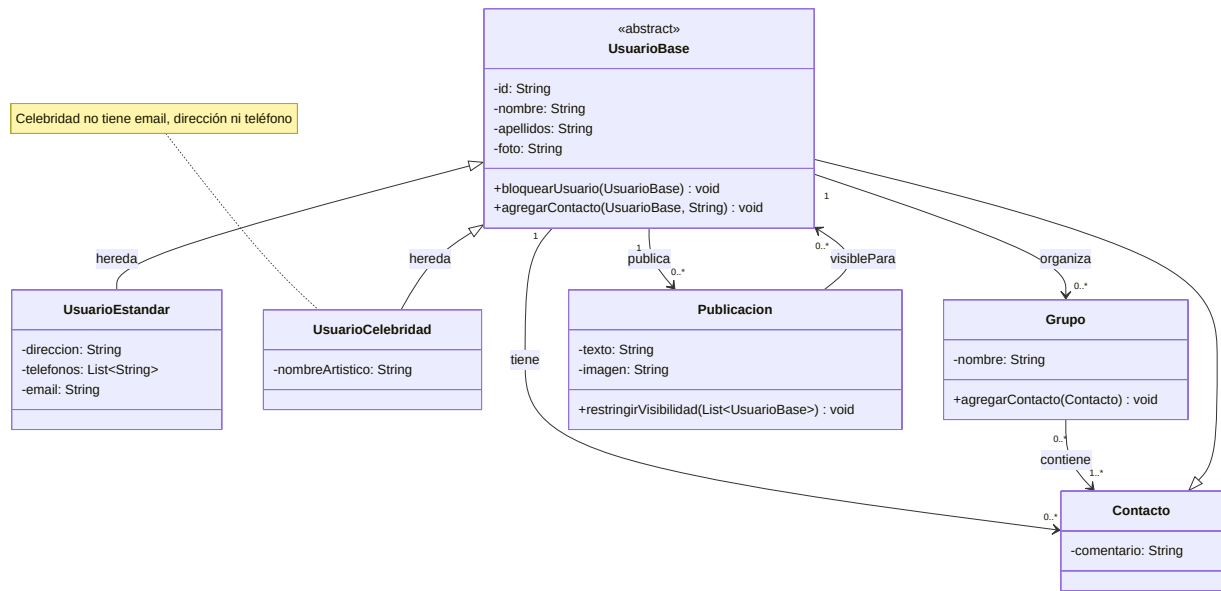 «abstract»
UsuarioBase
-id: String
-nombre: String
-apellidos: String
-foto: String
+bloquearUsuario(UsuarioBase) : void
+agregarContacto(UsuarioBase, String) : void
Celebridad no tiene email, dirección ni teléfono
hereda
hereda
1
tiene
0..*
1
publica
0..*
visiblePara
0..*
1
organiza
0..*
UsuarioEstandar
-direccion: String
-telefonos: List<String>
-email: String
UsuarioCelebridad
-nombreArtistico: String
Publicacion
-texto: String
-imagen: String
+restringirVisibilidad(List<UsuarioBase>) : void
Grupo
-nombre: String
+agregarContacto(Contacto) : void
0..*
contiene
1..*
Contacto
-comentario: String